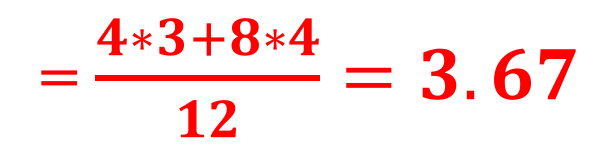 = 4*3+8*4 / 12 = 3.67